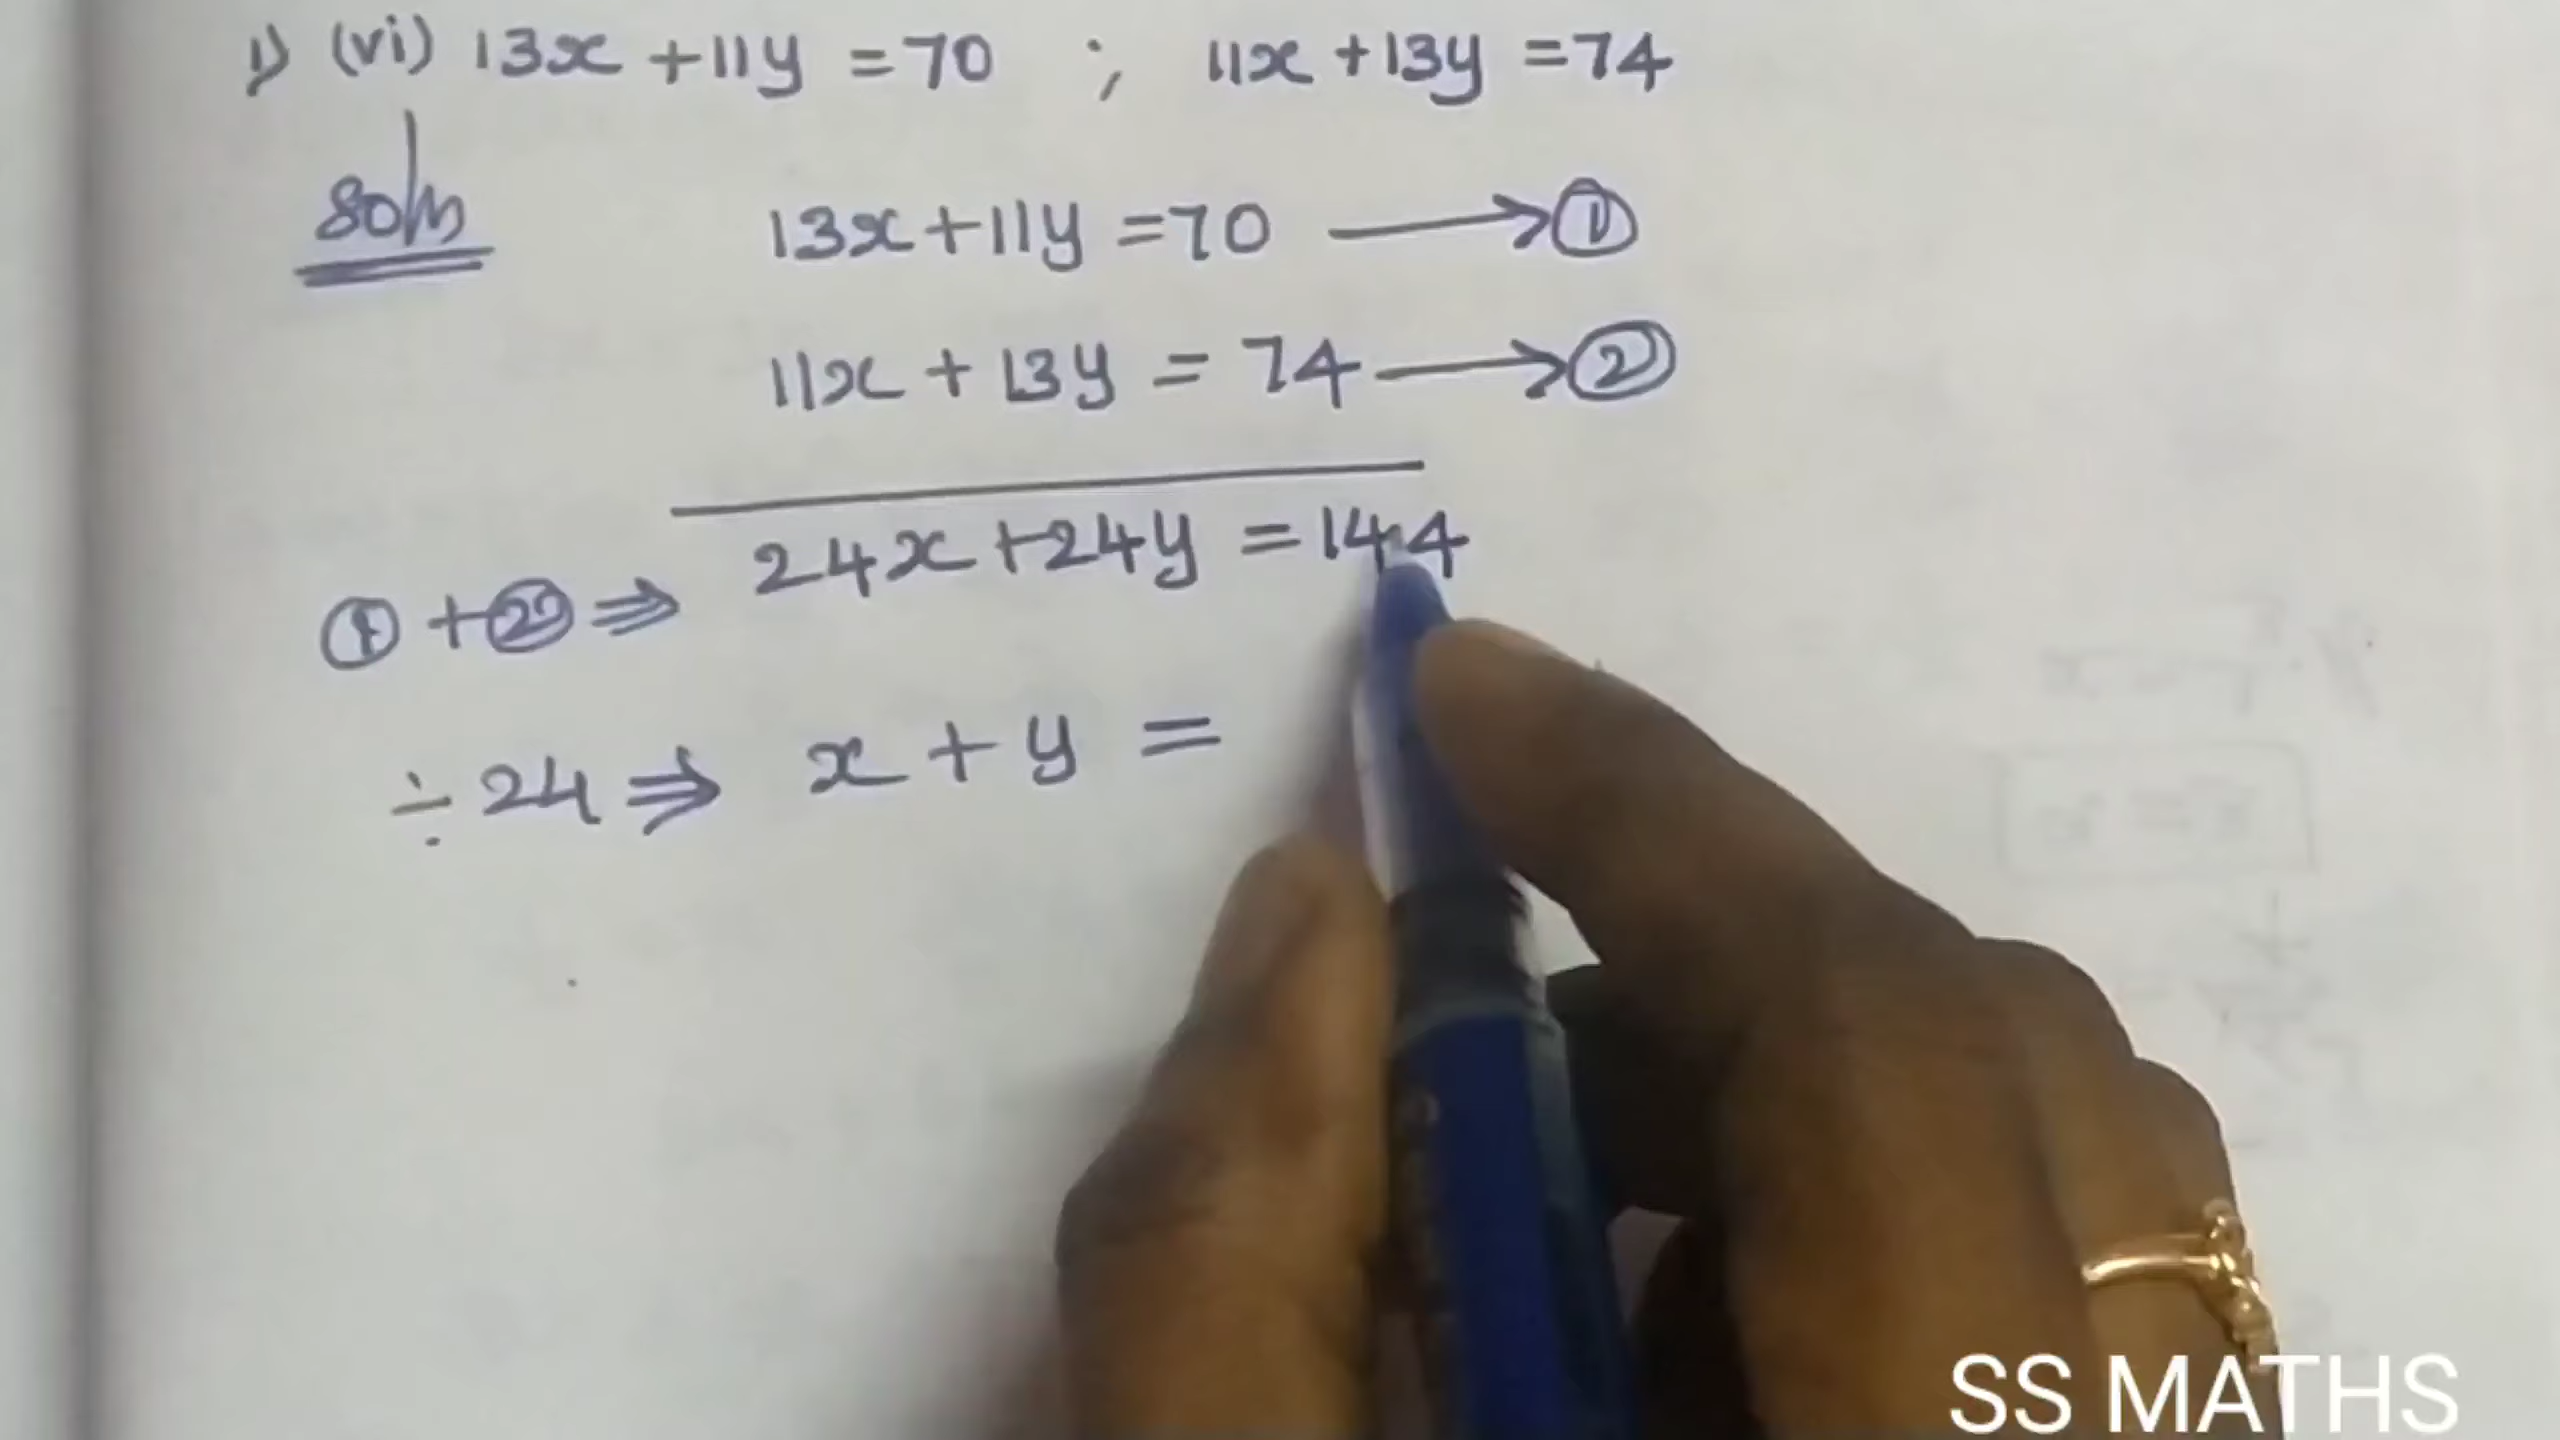 1) (vi) 13x + 11y = 70 ; 11x + 13y = 74
Soln
13x + 11y = 70 ⟶ ①
11x + 13y = 74 ⟶ ②
① + ② ⇒ 24x + 24y = 144
÷ 24 ⇒ x + y =
SS MATHS